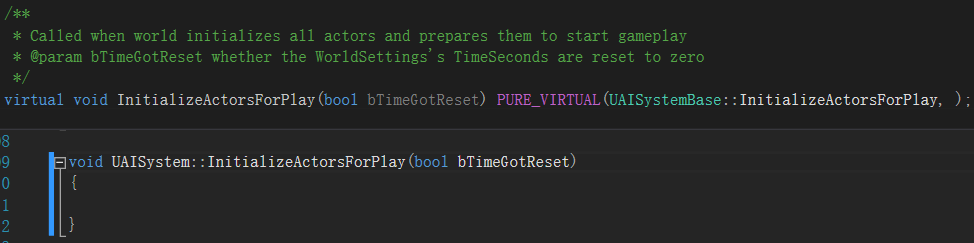 /**
* Called when world initializes all actors and prepares them to start gameplay
* @param bTimeGotReset whether the WorldSettings's TimeSeconds are reset to zero
*/
virtual void InitializeActorsForPlay(bool bTimeGotReset) PURE_VIRTUAL(UAISystemBase::InitializeActorsForPlay, );
98
99 void UAISystem::InitializeActorsForPlay(bool bTimeGotReset)
0 {
1
2 }